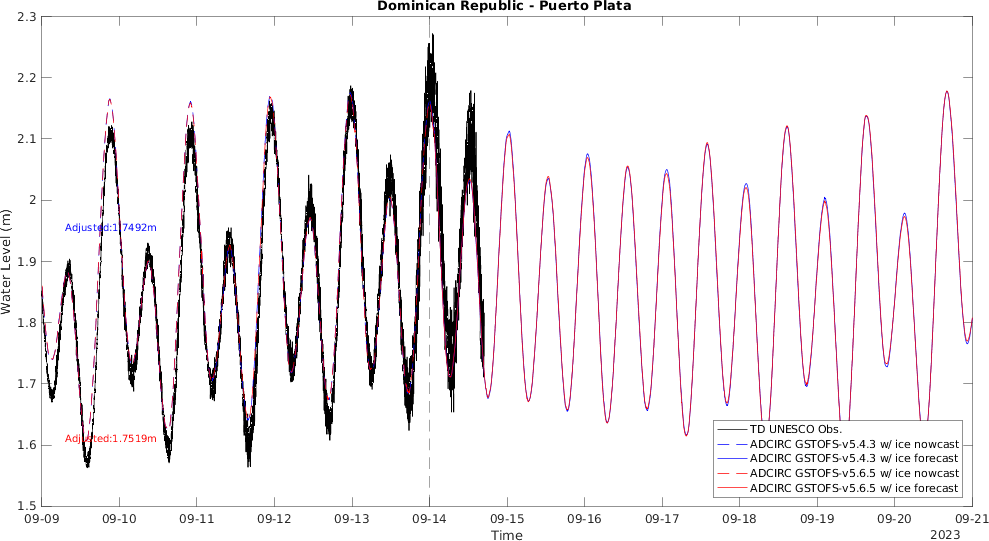 Dominican Republic - Puerto Plata
2.3
2.2
2.1
2
1.9
1.8
1.7
1.6
1.5
Water Level (m)
Adjusted:1.7492m
Adjusted:1.7519m
TD UNESCO Obs.
ADCIRC GSTOFS-v5.4.3 w/ ice nowcast
ADCIRC GSTOFS-v5.4.3 w/ ice forecast
ADCIRC GSTOFS-v5.6.5 w/ ice nowcast
ADCIRC GSTOFS-v5.6.5 w/ ice forecast
09-09 09-10 09-11 09-12 09-13 09-14 09-15 09-16 09-17 09-18 09-19 09-20 09-21
Time
2023